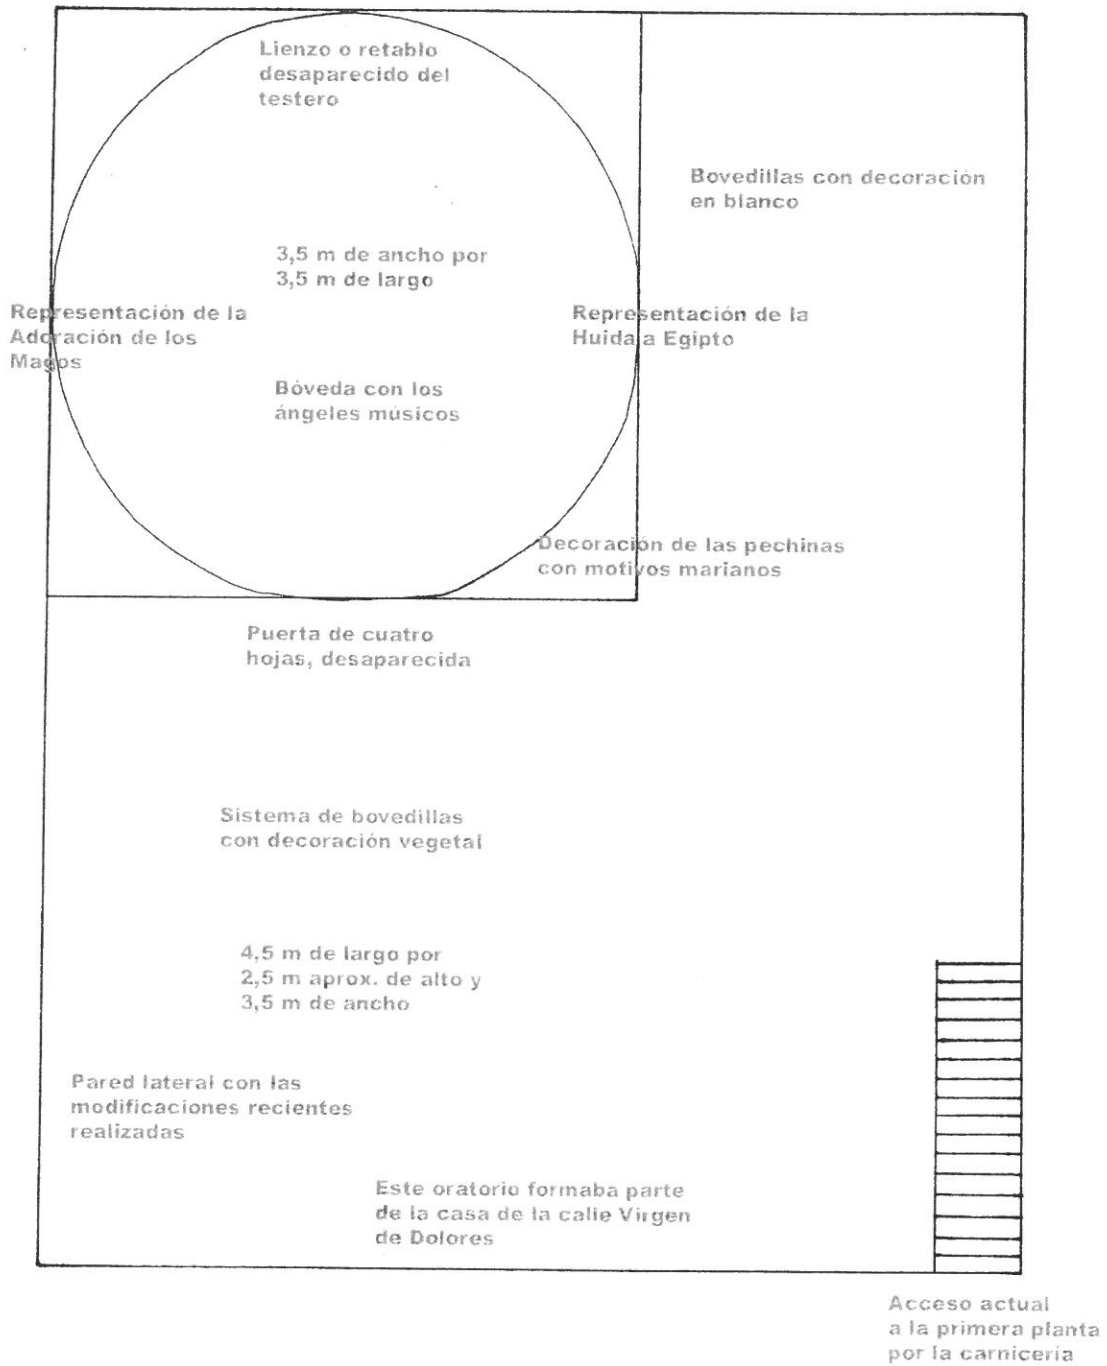 Lienzo o retablo
desaparecido del
testero
Bovedillas con decoración
en blanco
3,5 m de ancho por
3,5 m de largo
Representación de la
Adoración de los
Magos
Representación de la
Huida a Egipto
Bóveda con los
ángeles músicos
Decoración de las pechinas
con motivos marianos
Puerta de cuatro
hojas, desaparecida
Sistema de bovedillas
con decoración vegetal
4,5 m de largo por
2,5 m aprox. de alto y
3,5 m de ancho
Pared lateral con las
modificaciones recientes
realizadas
Este oratorio formaba parte
de la casa de la calle Virgen
de Dolores
Acceso actual
a la primera planta
por la carnicería